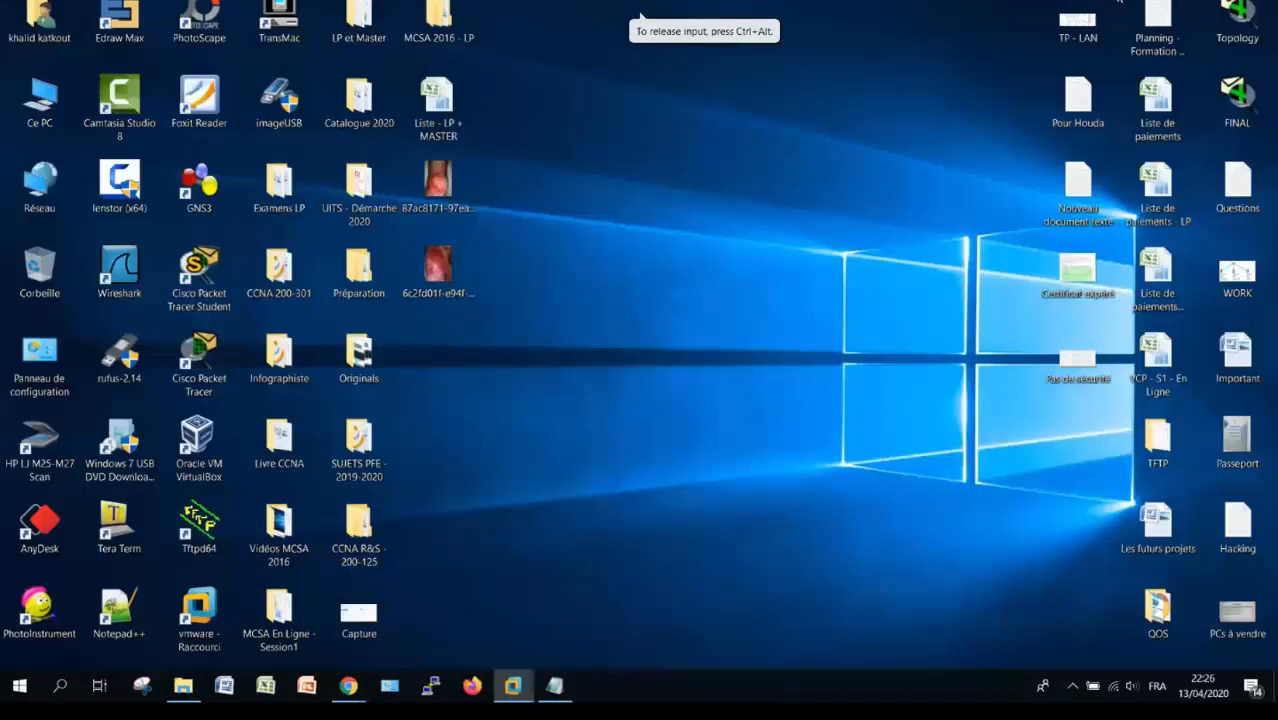 To release input, press Ctrl+Alt.
khalid katkout
Edraw Max
PhotoScape
TransMac
LP et Master
MCSA 2016 - LP
TP - LAN
Planning -
Formation ...
Topology
Ce PC
Camtasia Studio
8
Foxit Reader
imageUSB
Catalogue 2020
Liste - LP +
MASTER
Pour Houda
Liste de
paiements
FINAL
Réseau
Ienstor (x64)
GNS3
Examens LP
UITS - Démarche
2020
87ac8171-97ea...
Nouveau
document texte
Liste de
paiements - LP
Questions
Corbeille
Wireshark
Cisco Packet
Tracer Student
CCNA 200-301
Préparation
6c2fd01f-e94f-...
Certificat expiré
Liste de
paiements...
WORK
Panneau de
configuration
rufus-2.14
Cisco Packet
Tracer
Infographiste
Originals
Pas de sécurité
VCP - S1 - En
Ligne
Important
HP LJ M25-M27
Scan
Windows 7 USB
DVD Downloa...
Oracle VM
VirtualBox
Livre CCNA
SUJETS PFE -
2019-2020
TFTP
Passeport
AnyDesk
Tera Term
Tftpd64
Vidéos MCSA
2016
CCNA R&S -
200-125
Les futurs projets
Hacking
PhotoInstrument
Notepad++
vmware -
Raccourci
MCSA En Ligne -
Session1
Capture
QOS
PCs à vendre
FRA
22:26
13/04/2020
14